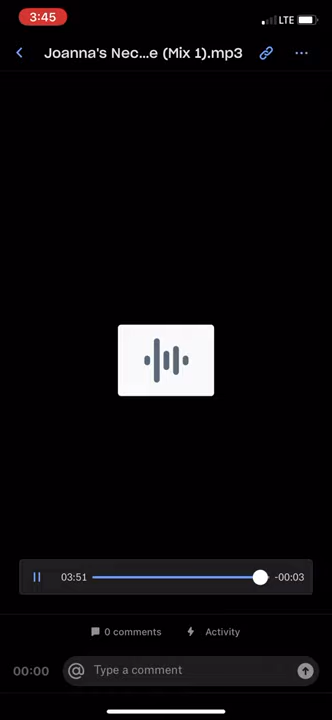 3:45
LTE
Joanna's Nec...e (Mix 1).mp3
03:51
-00:03
0 comments
Activity
00:00
@ Type a comment